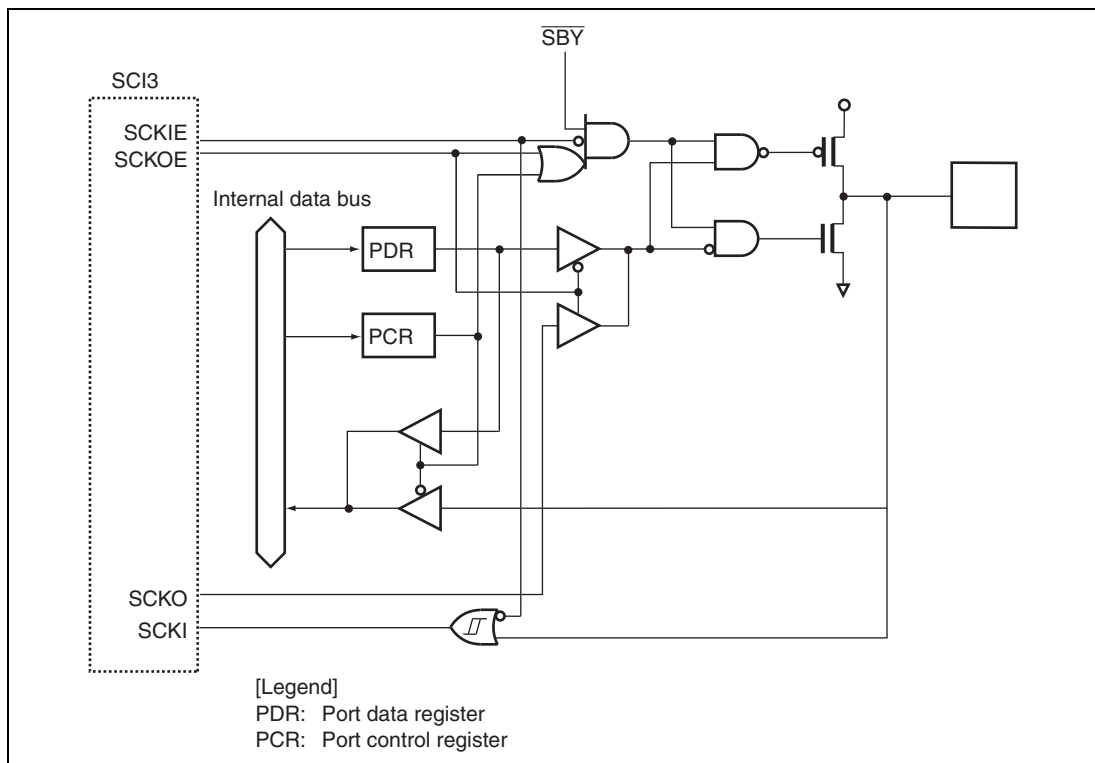 SBY
SCI3
SCKIE
SCKOE
Internal data bus
PDR
PCR
SCKO
SCKI
[Legend]
PDR: Port data register
PCR: Port control register